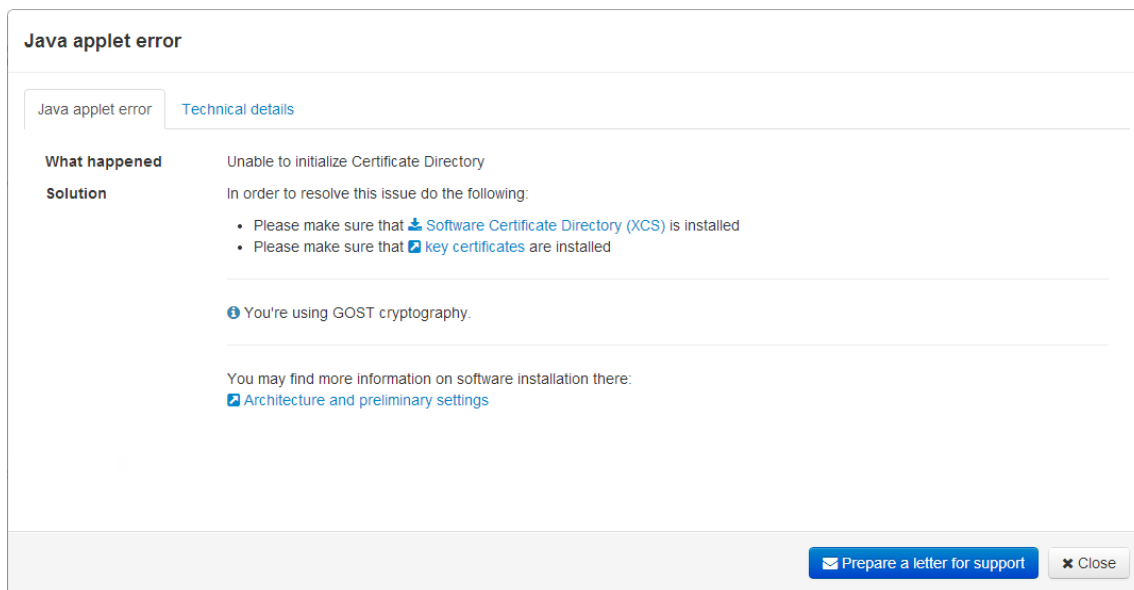 Java applet error
Java applet error Technical details
What happened Unable to initialize Certificate Directory
Solution In order to resolve this issue do the following:
• Please make sure that Software Certificate Directory (XCS) is installed
• Please make sure that key certificates are installed
You're using GOST cryptography.
You may find more information on software installation there:
Architecture and preliminary settings
Prepare a letter for support Close